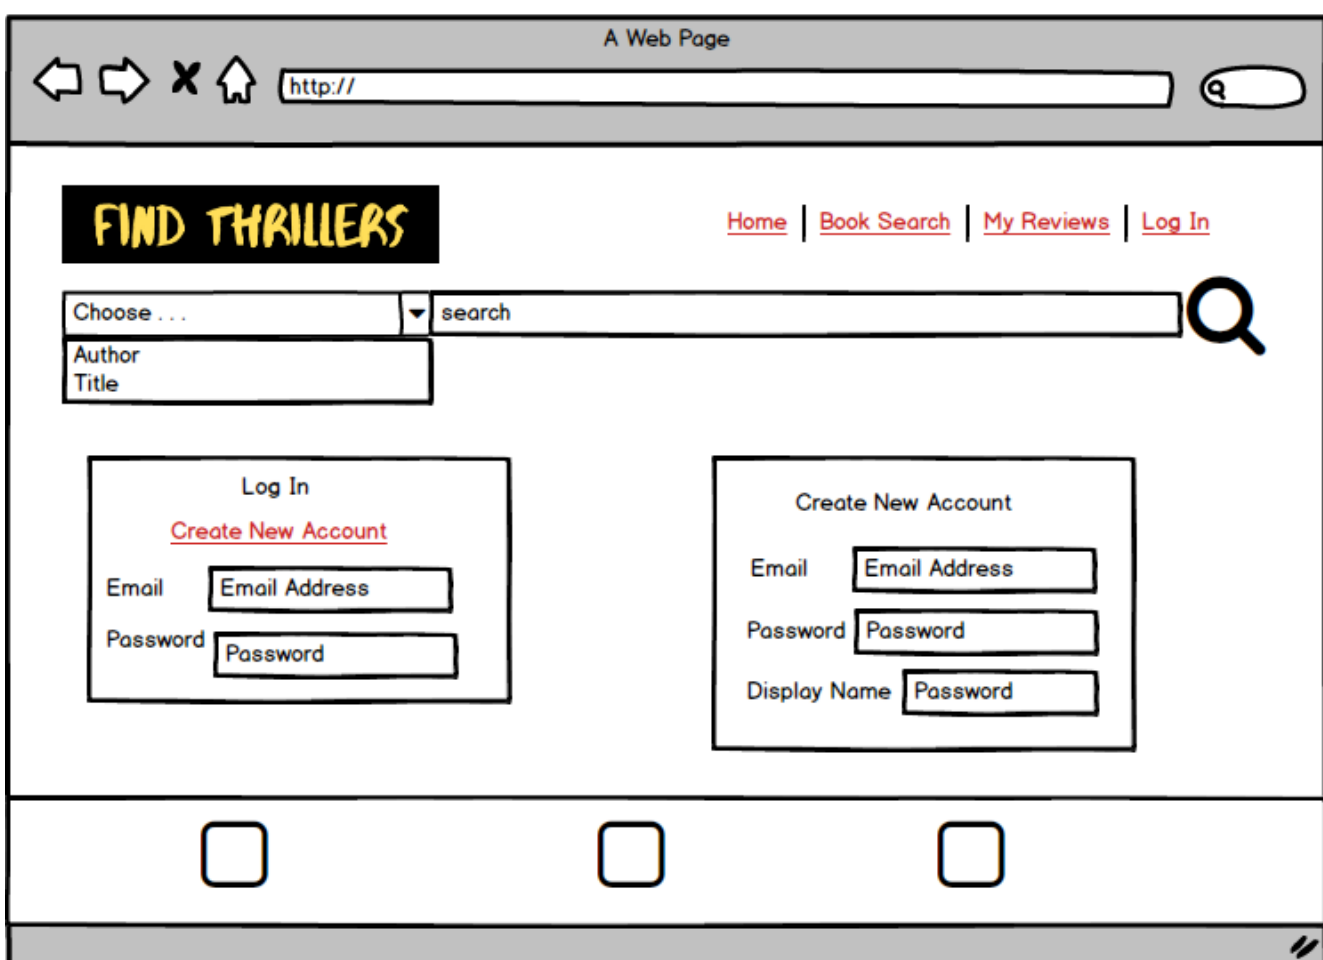 A Web Page
http://
FIND THRILLERS
Home
Book Search
My Reviews
Log In
Choose . . .
search
Author
Title
Log In
Create New Account
Email
Email Address
Password
Password
Create New Account
Email
Email Address
Password
Password
Display Name
Password